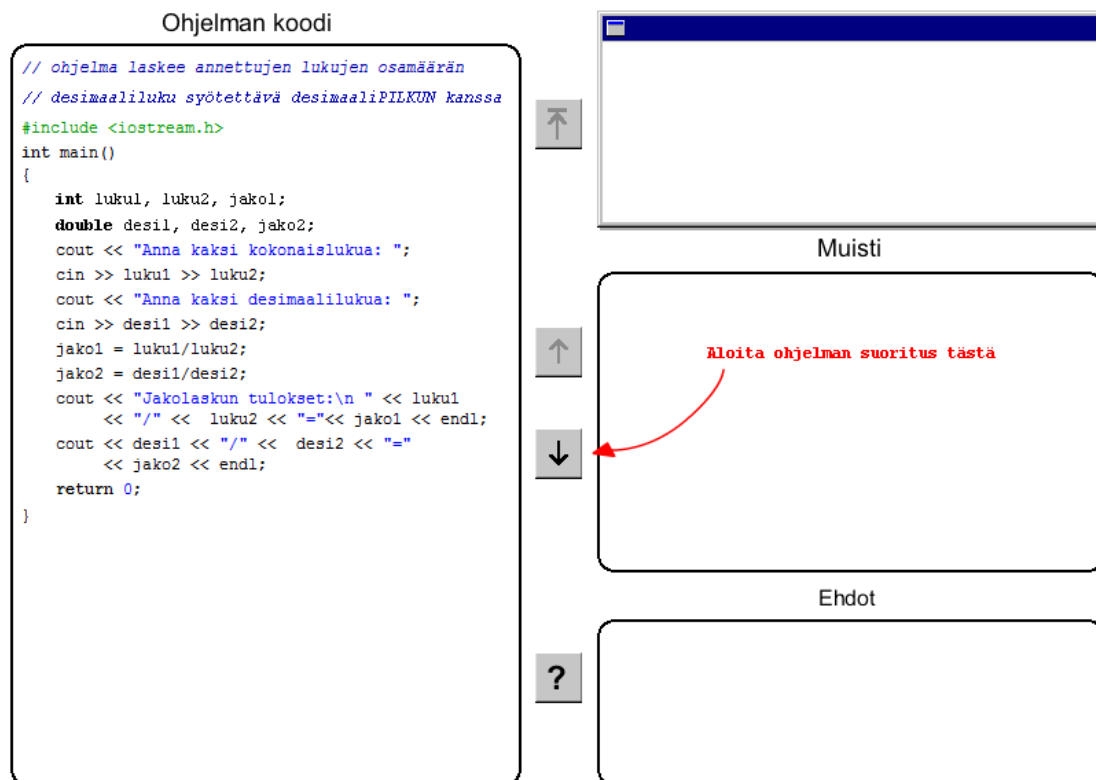 Ohjelman koodi
// ohjelma laskee annettujen lukujen osamäärän
// desimaaliluku syötettävä desimaaliPILKUN kanssa
#include <iostream.h>
int main()
{
int luku1, luku2, jako1;
double desi1, desi2, jako2;
cout << "Anna kaksi kokonaislukua: ";
cin >> luku1 >> luku2;
cout << "Anna kaksi desimaalilukua: ";
cin >> desi1 >> desi2;
jako1 = luku1/luku2;
jako2 = desi1/desi2;
cout << "Jakolaskun tulokset:\n " << luku1
<< "/" <<  luku2 << "="<< jako1 << endl;
cout << desi1 << "/" <<  desi2 << "="
<< jako2 << endl;
return 0;
}
Muisti
Aloita ohjelman suoritus tästä
Ehdot
?